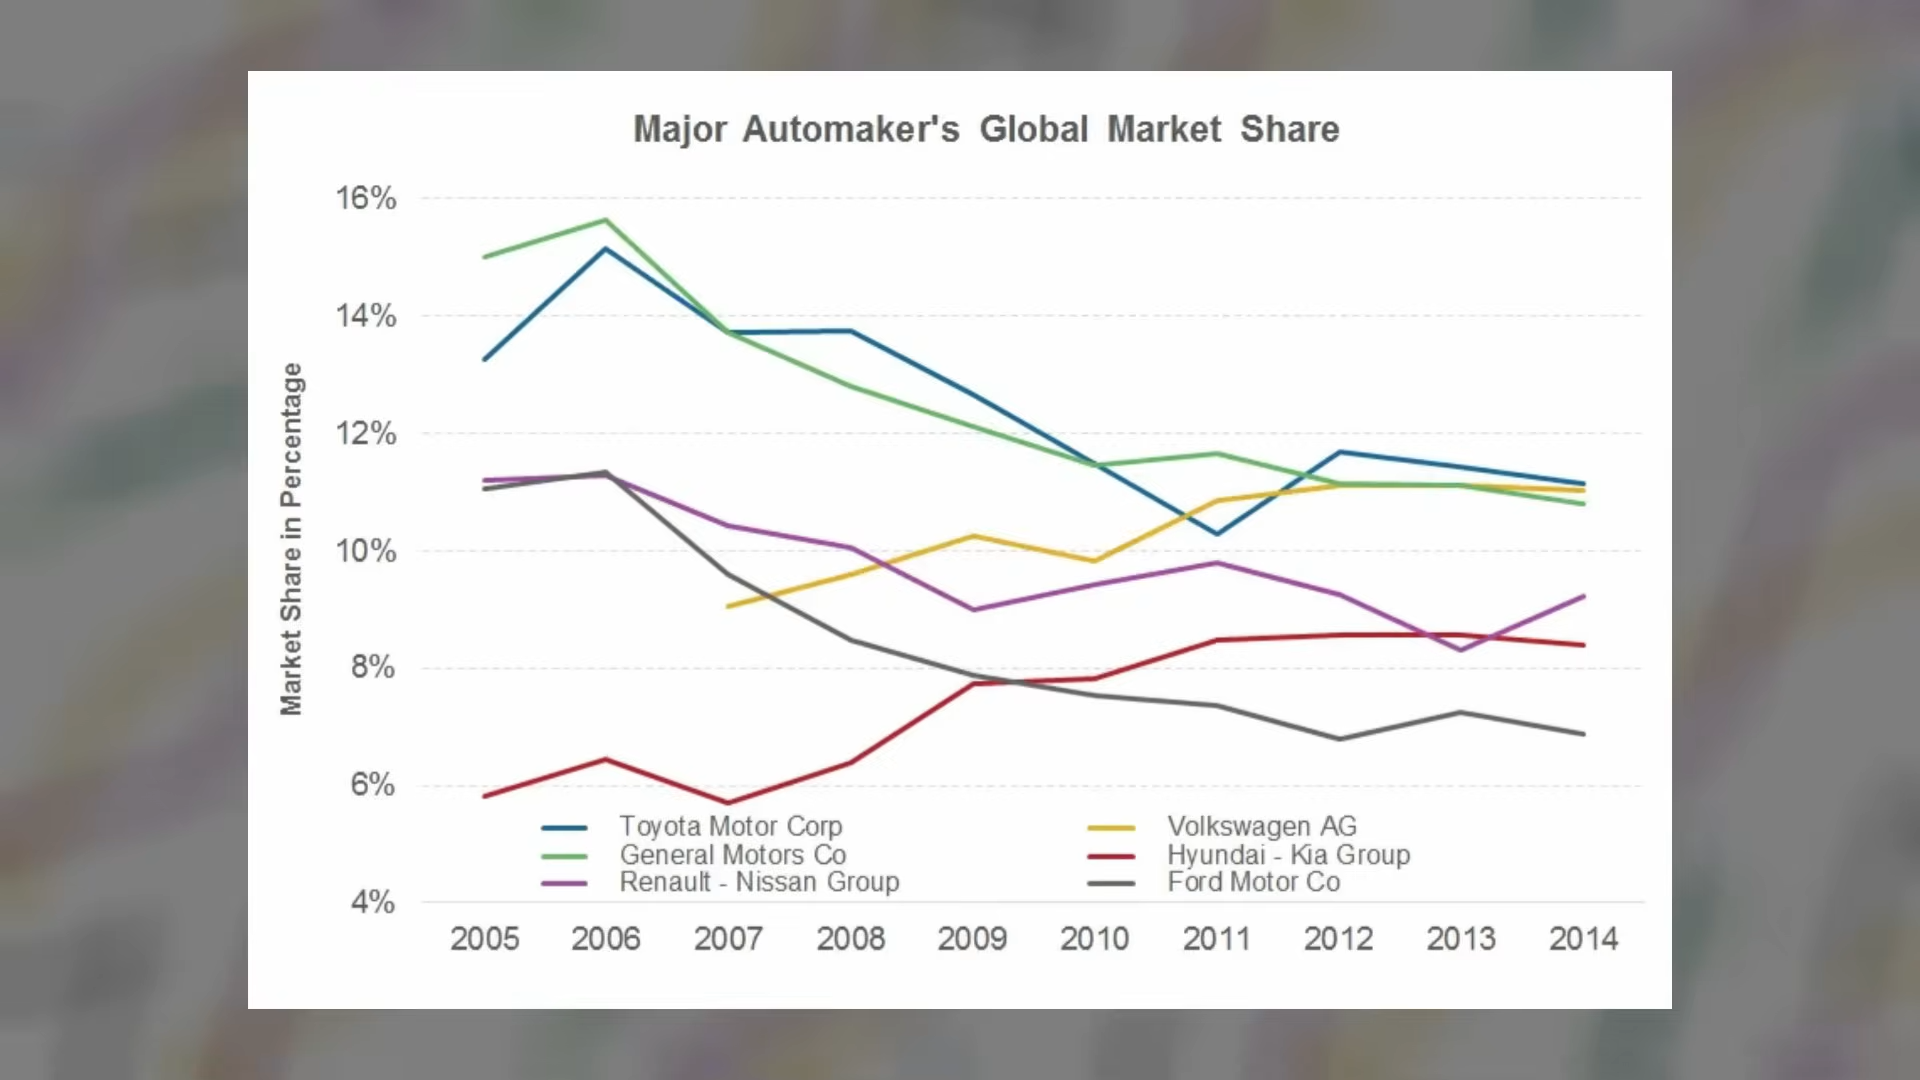 Major Automaker's Global Market Share
Market Share in Percentage
16%
14%
12%
10%
8%
6%
4%
Toyota Motor Corp
Volkswagen AG
General Motors Co
Hyundai - Kia Group
Renault - Nissan Group
Ford Motor Co
2005 2006 2007 2008 2009 2010 2011 2012 2013 2014